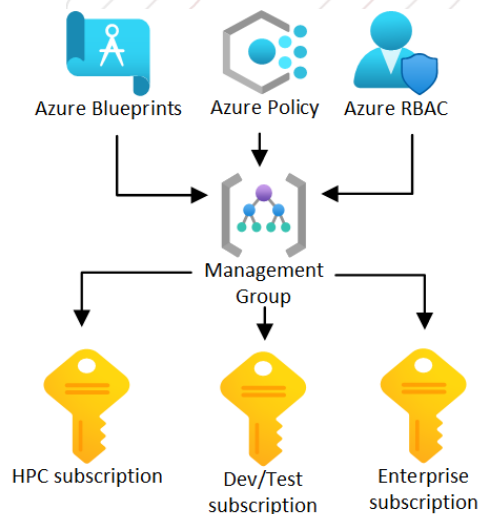 Azure Blueprints
Azure Policy
Azure RBAC
Management
Group
HPC subscription
Dev/Test
subscription
Enterprise
subscription